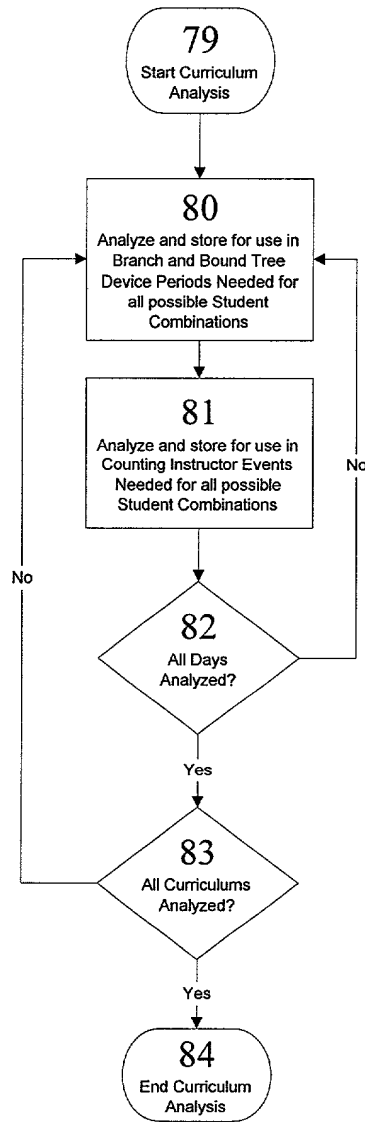 79
Start Curriculum
Analysis
80
Analyze and store for use in
Branch and Bound Tree
Device Periods Needed for
all possible Student
Combinations
81
Analyze and store for use in
Counting Instructor Events
Needed for all possible
Student Combinations
No
No
82
All Days
Analyzed?
Yes
83
All Curriculums
Analyzed?
Yes
84
End Curriculum
Analysis